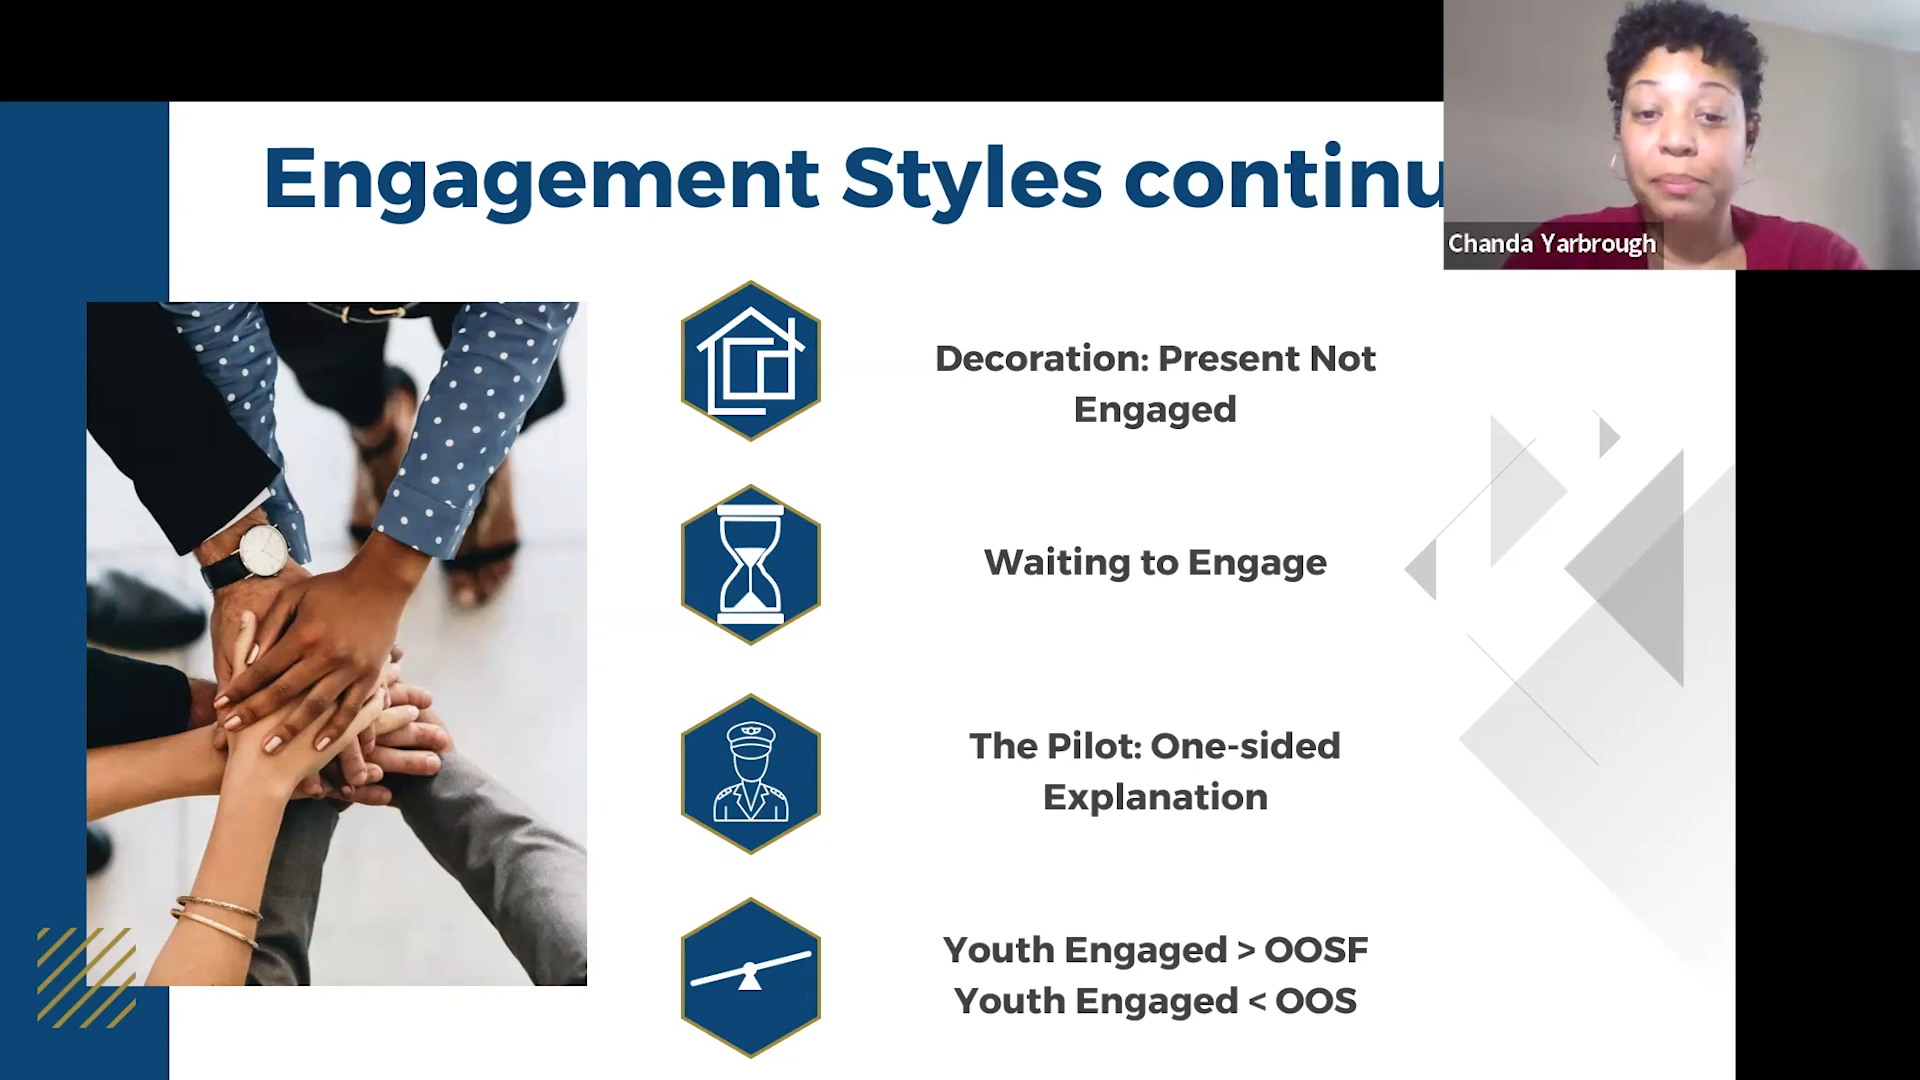 Engagement Styles continu
Chanda Yarbrough
Decoration: Present Not
Engaged
Waiting to Engage
The Pilot: One-sided
Explanation
Youth Engaged > OOSF
Youth Engaged < OOS